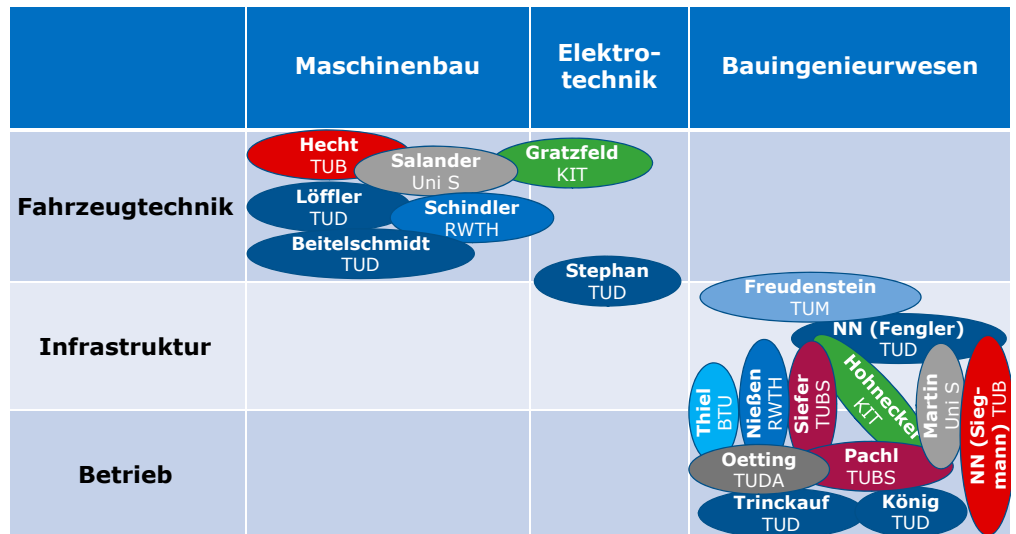 Maschinenbau
Elektro-
technik
Bauingenieurwesen
Fahrzeugtechnik
Hecht
TUB
Salander
Uni S
Gratzfeld
KIT
Löffler
TUD
Schindler
RWTH
Beitelschmidt
TUD
Stephan
TUD
Freudenstein
TUM
Infrastruktur
NN (Fengler)
TUD
Thiel
BTU
Nießen
RWTH
Siefer
TUBS
Hohnecker
KIT
Martin
Uni S
NN (Sieg-
mann) TUB
Betrieb
Oetting
TUDA
Pachl
TUBS
Trinckauf
TUD
König
TUD